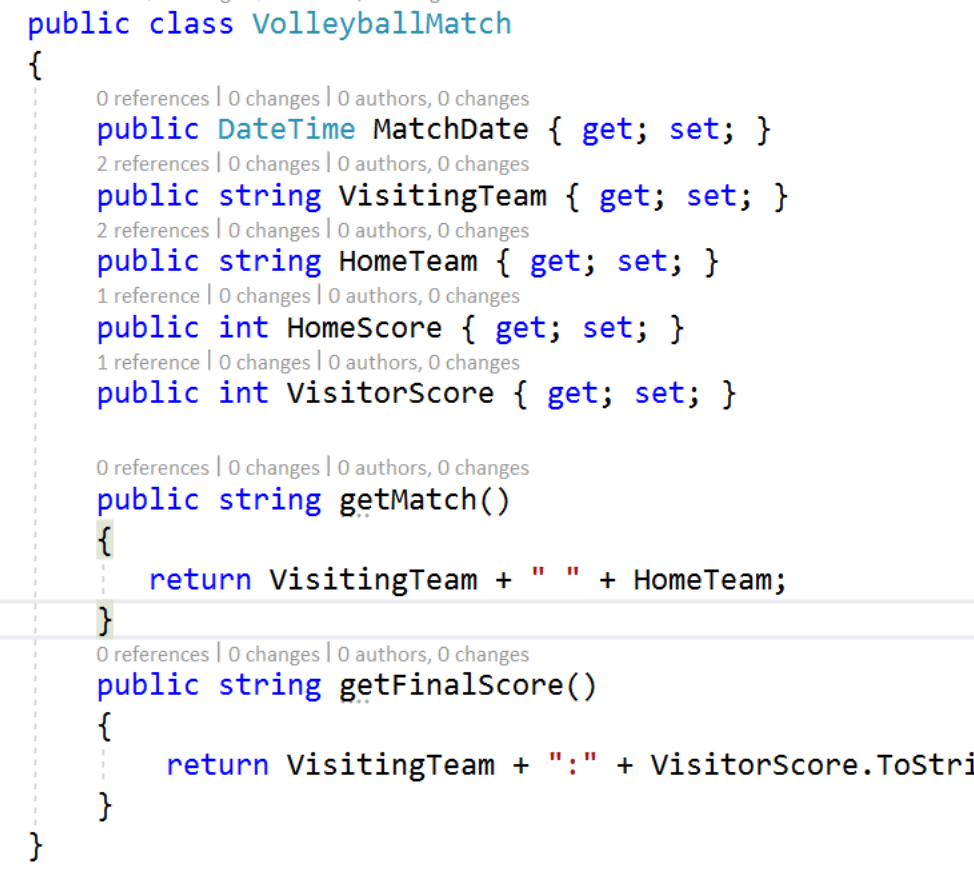 public class VolleyballMatch
{
0 references | 0 changes | 0 authors, 0 changes
public DateTime MatchDate { get; set; }
2 references | 0 changes | 0 authors, 0 changes
public string VisitingTeam { get; set; }
2 references | 0 changes | 0 authors, 0 changes
public string HomeTeam { get; set; }
1 reference | 0 changes | 0 authors, 0 changes
public int HomeScore { get; set; }
1 reference | 0 changes | 0 authors, 0 changes
public int VisitorScore { get; set; }
0 references | 0 changes | 0 authors, 0 changes
public string getMatch()
{
return VisitingTeam + " " + HomeTeam;
}
0 references | 0 changes | 0 authors, 0 changes
public string getFinalScore()
{
return VisitingTeam + ":" + VisitorScore.ToStri
}
}